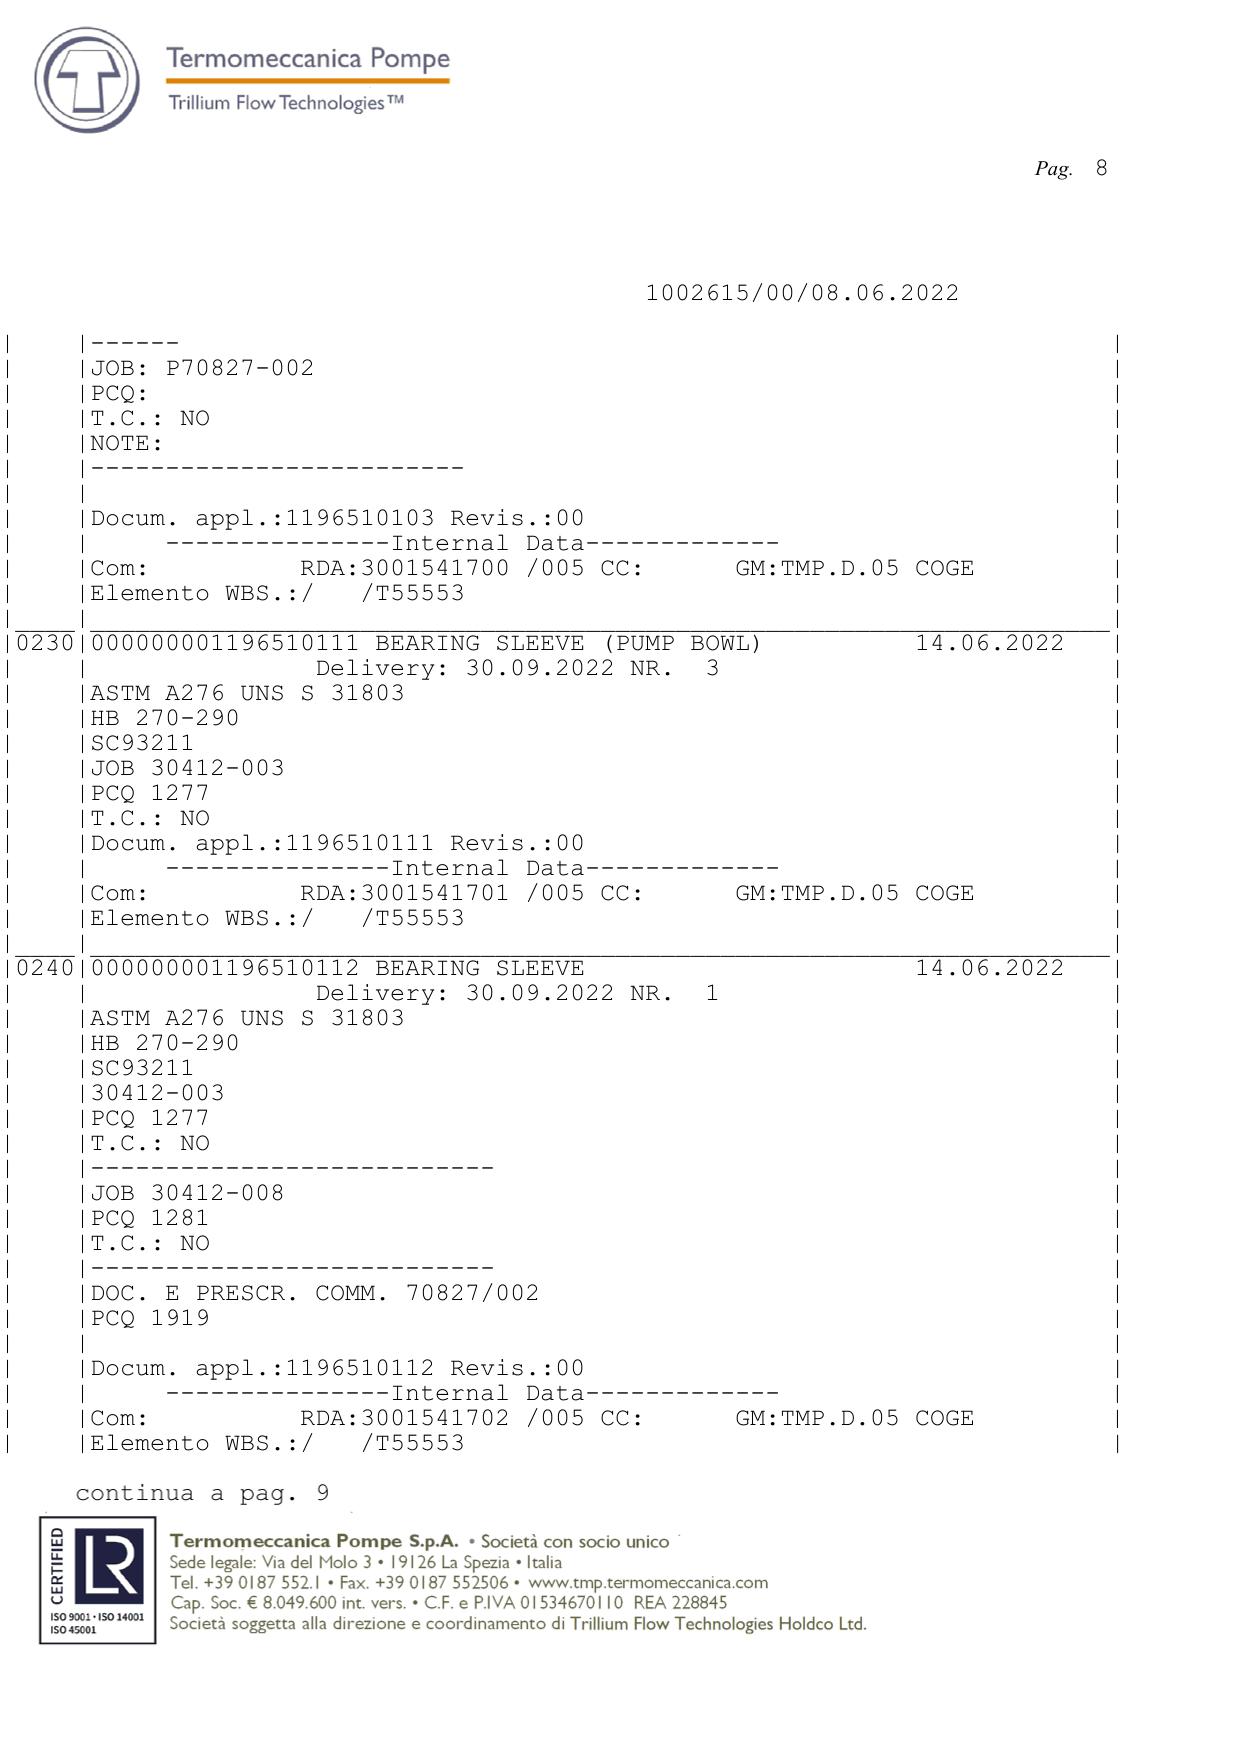 Termomeccanica Pompe
Trillium Flow Technologies™
Pag. 8
1002615/00/08.06.2022
| |------ |
| |JOB: P70827-002 |
| |PCQ: |
| |T.C.: NO |
| |NOTE: |
| |------------------------- |
| | |
| |Docum. appl.:1196510103 Revis.:00 |
| | ---------------Internal Data------------- |
| |Com: RDA:3001541700 /005 CC: GM:TMP.D.05 COGE |
| |Elemento WBS.:/ /T55553 |
|____|____________________________________________________________________|
|0230|000000001196510111 BEARING SLEEVE (PUMP BOWL) 14.06.2022 |
| | Delivery: 30.09.2022 NR. 3 |
| |ASTM A276 UNS S 31803 |
| |HB 270-290 |
| |SC93211 |
| |JOB 30412-003 |
| |PCQ 1277 |
| |T.C.: NO |
| |Docum. appl.:1196510111 Revis.:00 |
| | ---------------Internal Data------------- |
| |Com: RDA:3001541701 /005 CC: GM:TMP.D.05 COGE |
| |Elemento WBS.:/ /T55553 |
|____|____________________________________________________________________|
|0240|000000001196510112 BEARING SLEEVE 14.06.2022 |
| | Delivery: 30.09.2022 NR. 1 |
| |ASTM A276 UNS S 31803 |
| |HB 270-290 |
| |SC93211 |
| |30412-003 |
| |PCQ 1277 |
| |T.C.: NO |
| |--------------------------- |
| |JOB 30412-008 |
| |PCQ 1281 |
| |T.C.: NO |
| |--------------------------- |
| |DOC. E PRESCR. COMM. 70827/002 |
| |PCQ 1919 |
| | |
| |Docum. appl.:1196510112 Revis.:00 |
| | ---------------Internal Data------------- |
| |Com: RDA:3001541702 /005 CC: GM:TMP.D.05 COGE |
| |Elemento WBS.:/ /T55553 |
continua a pag. 9
CERTIFIED
LR
ISO 9001 • ISO 14001
ISO 45001
Termomeccanica Pompe S.p.A. • Società con socio unico
Sede legale: Via del Molo 3 • 19126 La Spezia • Italia
Tel. +39 0187 552.1 • Fax. +39 0187 552506 • www.tmp.termomeccanica.com
Cap. Soc. € 8.049.600 int. vers. • C.F. e P.IVA 01534670110 REA 228845
Società soggetta alla direzione e coordinamento di Trillium Flow Technologies Holdco Ltd.